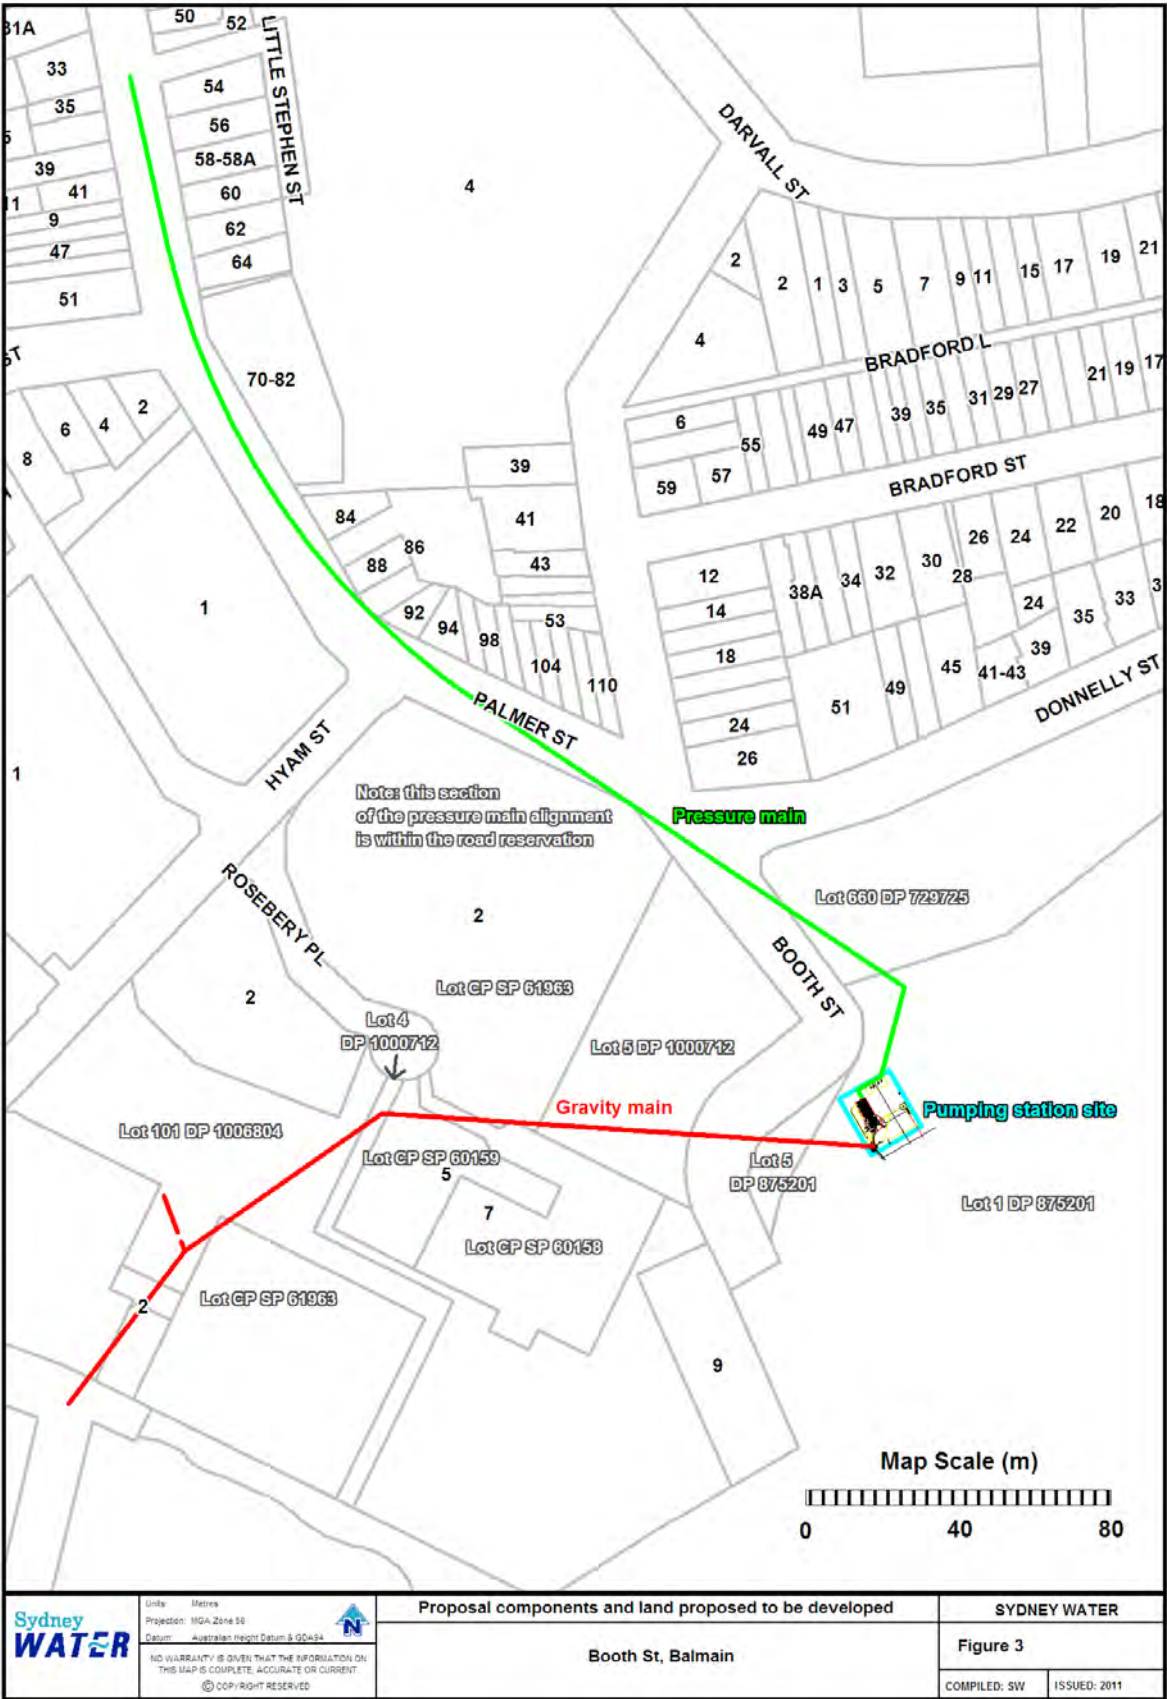 50
52
31A
33
35
39
41
11
9
47
51
54
56
58-58A
60
62
64
LITTLE STEPHEN ST
4
DARVALL ST
2
2
1
3
5
7
9
11
15
17
19
21
4
BRADFORD L
6
55
49
47
39
35
31
29
27
21
19
17
59
57
BRADFORD ST
70-82
ST
2
4
6
8
39
41
43
53
84
86
88
92
94
98
104
110
1
12
14
18
24
26
38A
34
32
30
28
26
24
22
20
18
24
33
35
39
41-43
45
49
51
DONNELLY ST
PALMER ST
HYAM ST
1
Note: this section
of the pressure main alignment
is within the road reservation
Pressure main
ROSEBERY PL
2
Lot 660 DP 729725
BOOTH ST
2
Lot CP SP 61963
Lot 4
DP 1000712
Lot 5 DP 1000712
Gravity main
Pumping station site
Lot 101 DP 1006804
Lot CP SP 60159
5
7
Lot CP SP 60158
Lot 5
DP 875201
Lot 1 DP 875201
2
Lot CP SP 61963
9
Map Scale (m)
0 40 80
Sydney
WATER
Units Metres
Projection: MGA Zone 56
Datum: Australian Height Datum & GDA94
N
NO WARRANTY IS GIVEN THAT THE INFORMATION ON
THIS MAP IS COMPLETE, ACCURATE OR CURRENT
© COPYRIGHT RESERVED
Proposal components and land proposed to be developed
Booth St, Balmain
SYDNEY WATER
Figure 3
COMPILED: SW
ISSUED: 2011